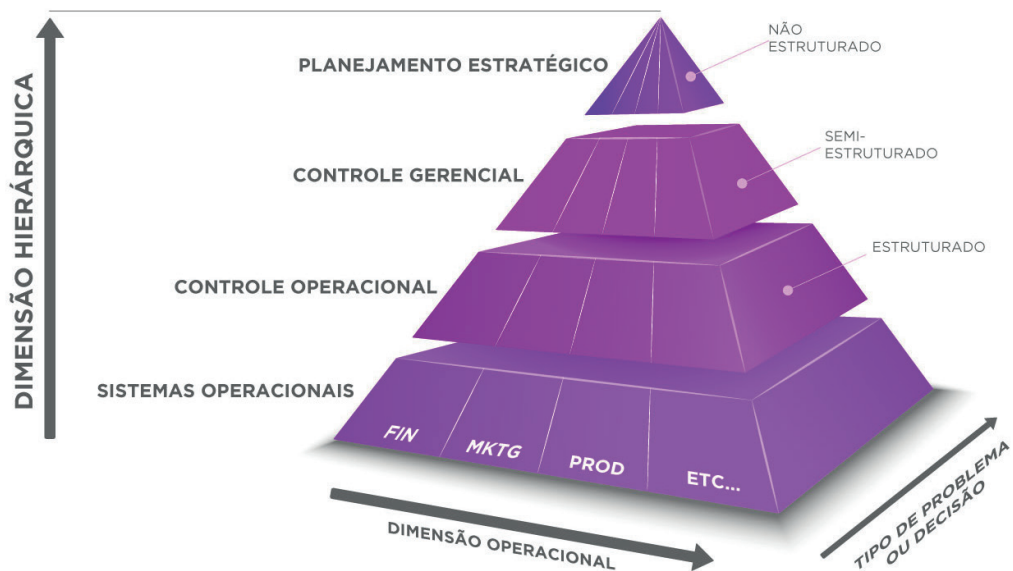 DIMENSÃO HIERÁRQUICA
PLANEJAMENTO ESTRATÉGICO
NÃO
ESTRUTURADO
CONTROLE GERENCIAL
SEMI-
ESTRUTURADO
CONTROLE OPERACIONAL
ESTRUTURADO
SISTEMAS OPERACIONAIS
FIN
MKTG
PROD
ETC...
DIMENSÃO OPERACIONAL
TIPO DE PROBLEMA
OU DECISÃO